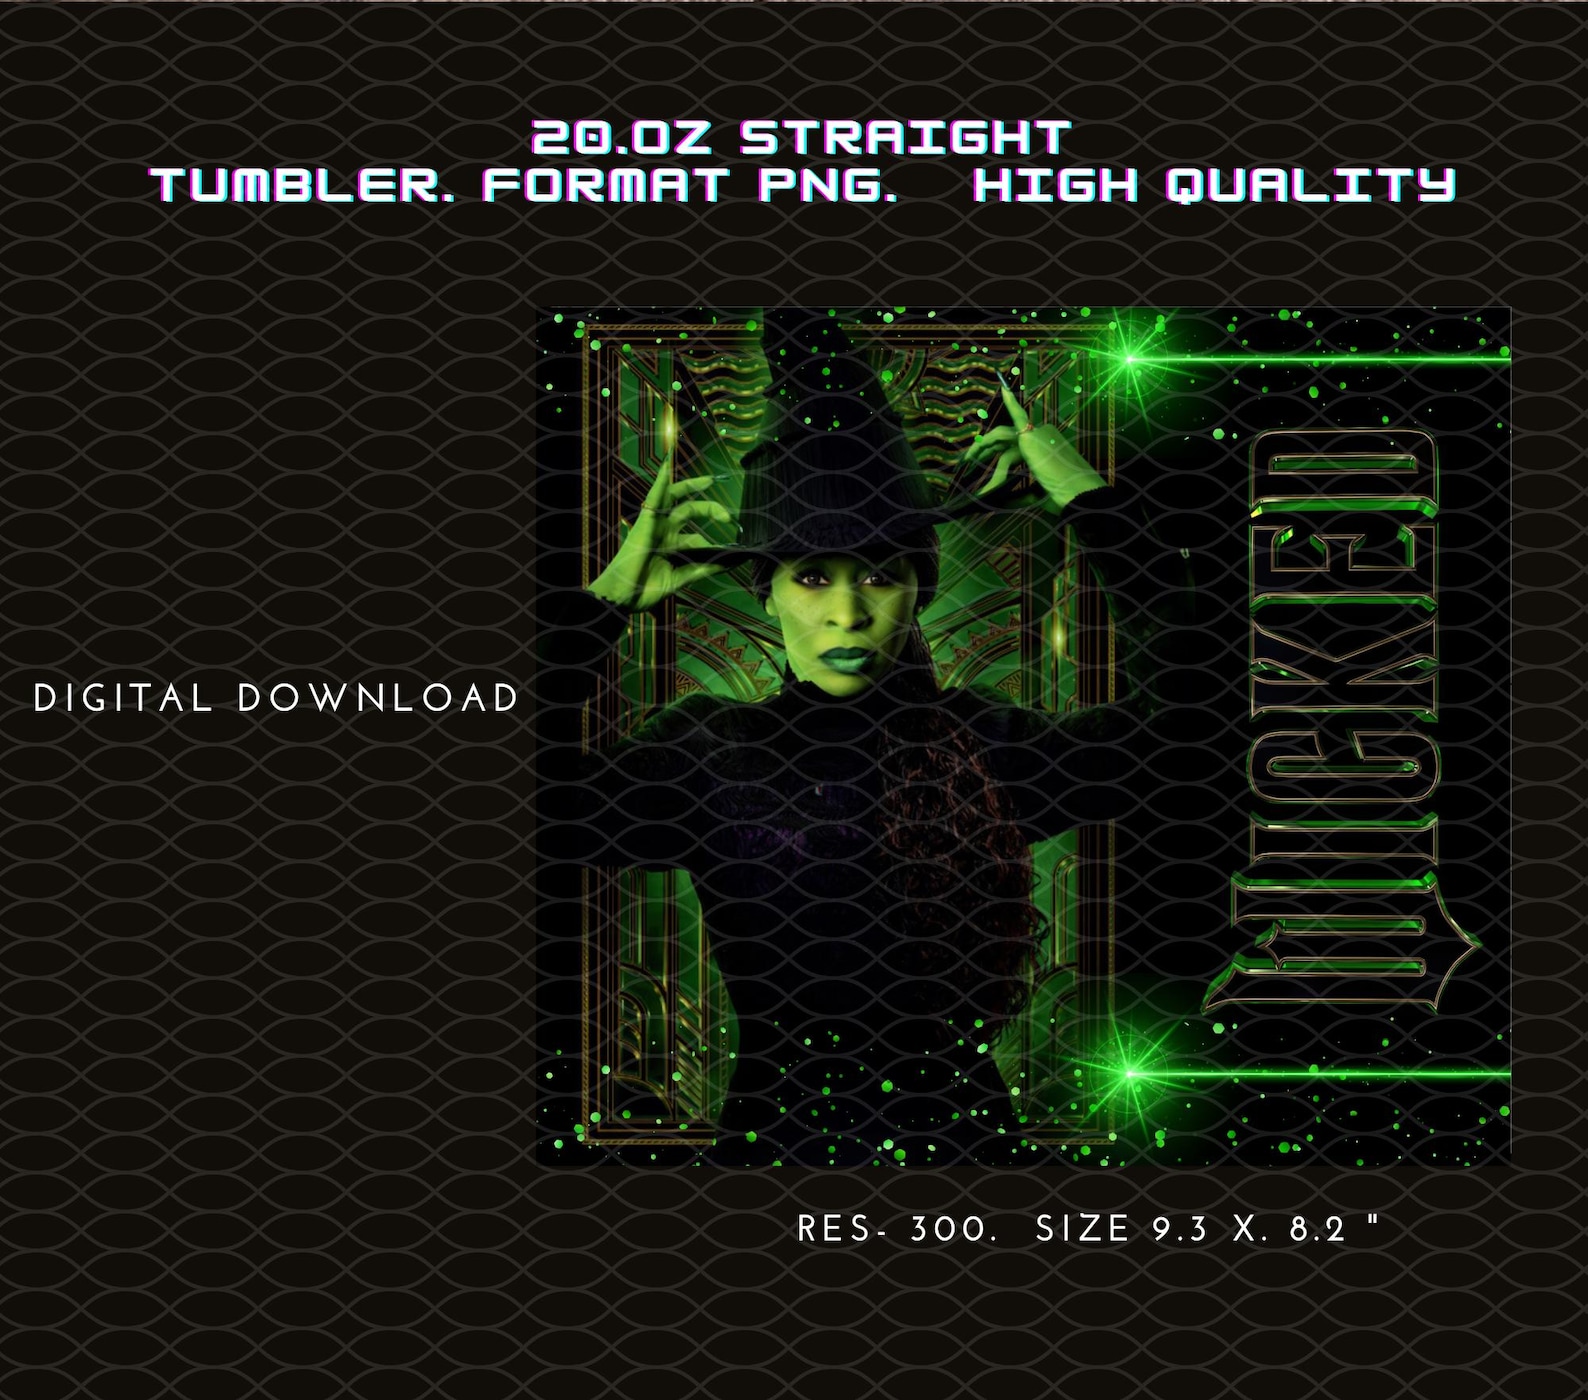 20.OZ STRAIGHT
TUMBLER. FORMAT PNG. HIGH QUALITY
DIGITAL DOWNLOAD
WICKED
RES- 300. SIZE 9.3 X. 8.2 "